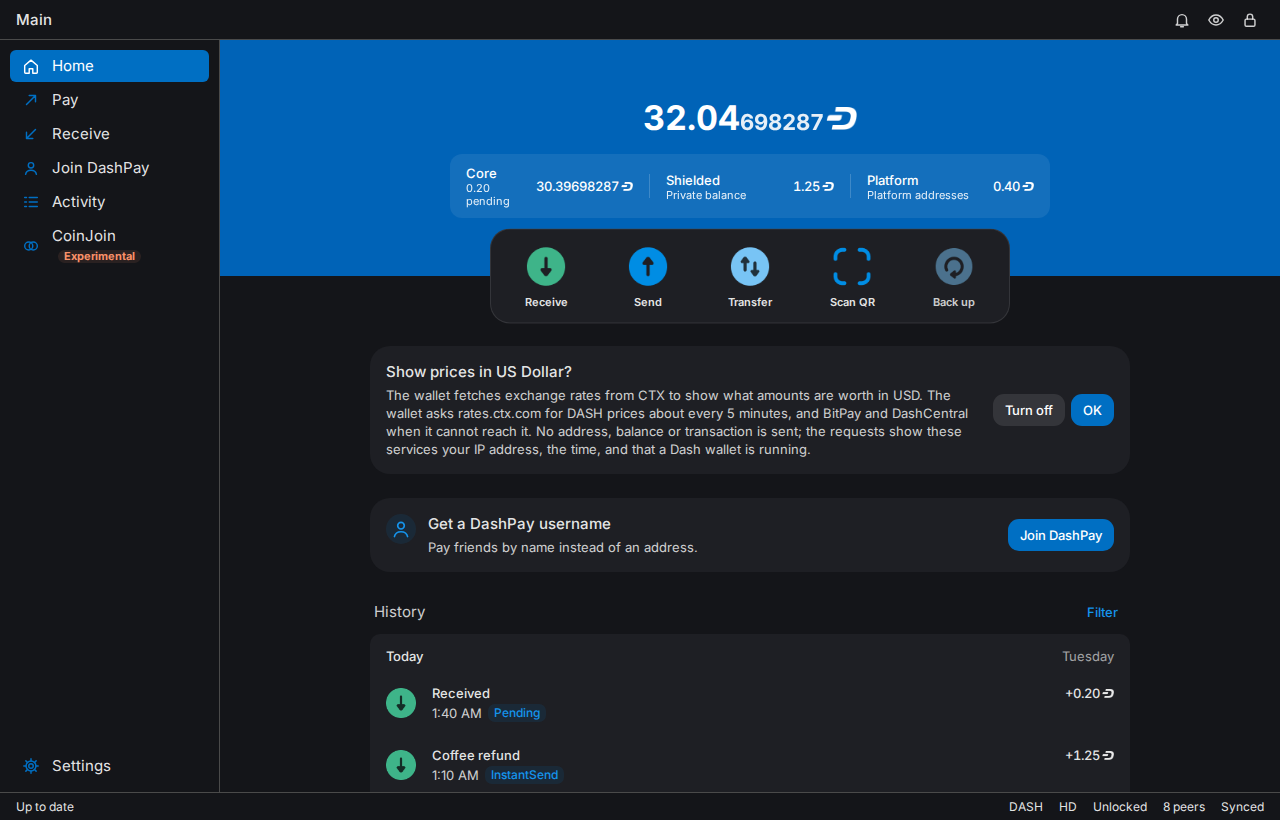 Main
Home
Pay
Receive
Join DashPay
Activity
CoinJoin
Experimental
Settings
32.04698287
Core
0.20
pending
30.39698287
Shielded
Private balance
1.25
Platform
Platform addresses
0.40
Receive
Send
Transfer
Scan QR
Back up
Show prices in US Dollar?
The wallet fetches exchange rates from CTX to show what amounts are worth in USD. The
wallet asks rates.ctx.com for DASH prices about every 5 minutes, and BitPay and DashCentral
when it cannot reach it. No address, balance or transaction is sent; the requests show these
services your IP address, the time, and that a Dash wallet is running.
Turn off
OK
Get a DashPay username
Pay friends by name instead of an address.
Join DashPay
History
Filter
Today
Tuesday
Received
+0.20
1:40 AM Pending
Coffee refund
+1.25
1:10 AM InstantSend
Up to date
DASH
HD
Unlocked
8 peers
Synced